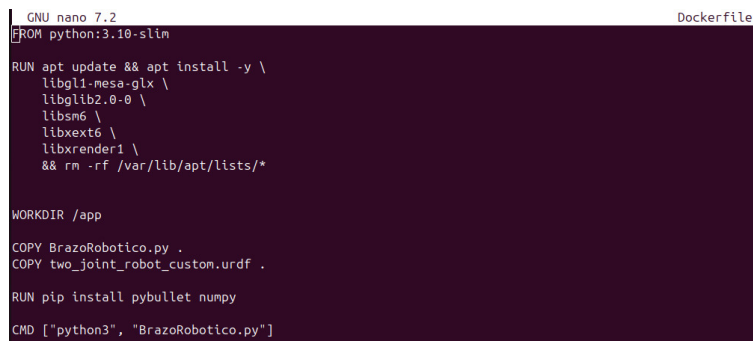 GNU nano 7.2 Dockerfile
FROM python:3.10-slim
RUN apt update && apt install -y \
libgl1-mesa-glx \
libglib2.0-0 \
libsm6 \
libxext6 \
libxrender1 \
&& rm -rf /var/lib/apt/lists/*
WORKDIR /app
COPY BrazoRobotico.py .
COPY two_joint_robot_custom.urdf .
RUN pip install pybullet numpy
CMD ["python3", "BrazoRobotico.py"]